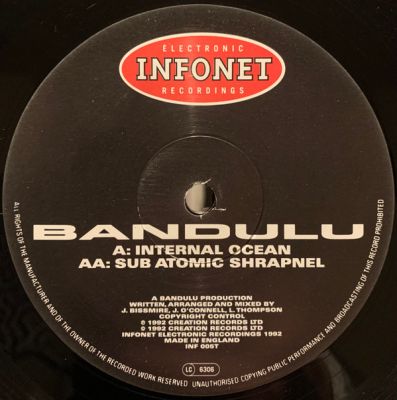 ELECTRONIC
INFONET
RECORDINGS
BANDULU
A: INTERNAL OCEAN
AA: SUB ATOMIC SHRAPNEL
A BANDULU PRODUCTION
WRITTEN, ARRANGED AND MIXED BY
J. BISSMIRE, J. O'CONNELL, L. THOMPSON
COPYRIGHT CONTROL
℗ 1992 CREATION RECORDS LTD
© 1992 CREATION RECORDS LTD
INFONET ELECTRONIC RECORDINGS 1992
MADE IN ENGLAND
INF 005T
LC 6308
ALL RIGHTS OF THE MANUFACTURER AND OF THE OWNER OF THE RECORDED WORK RESERVED UNAUTHORISED COPYING PUBLIC PERFORMANCE AND BROADCASTING OF THIS RECORD PROHIBITED